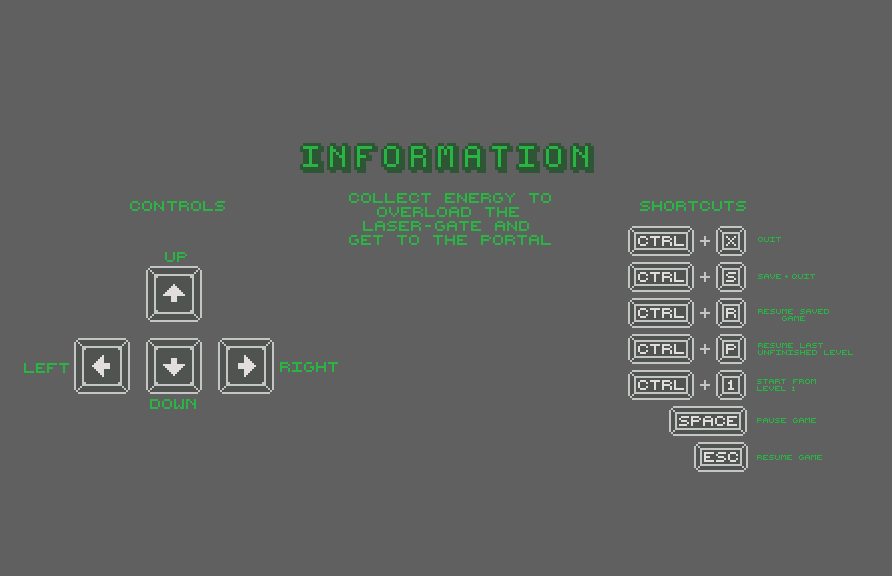 INFORMATION
COLLECT ENERGY TO
OVERLOAD THE
LASER-GATE AND
GET TO THE PORTAL
CONTROLS
UP
LEFT
RIGHT
DOWN
SHORTCUTS
CTRL + X QUIT
CTRL + S SAVE + QUIT
CTRL + R RESUME SAVED
GAME
CTRL + P RESUME LAST
UNFINISHED LEVEL
CTRL + 1 START FROM
LEVEL 1
SPACE PAUSE GAME
ESC RESUME GAME